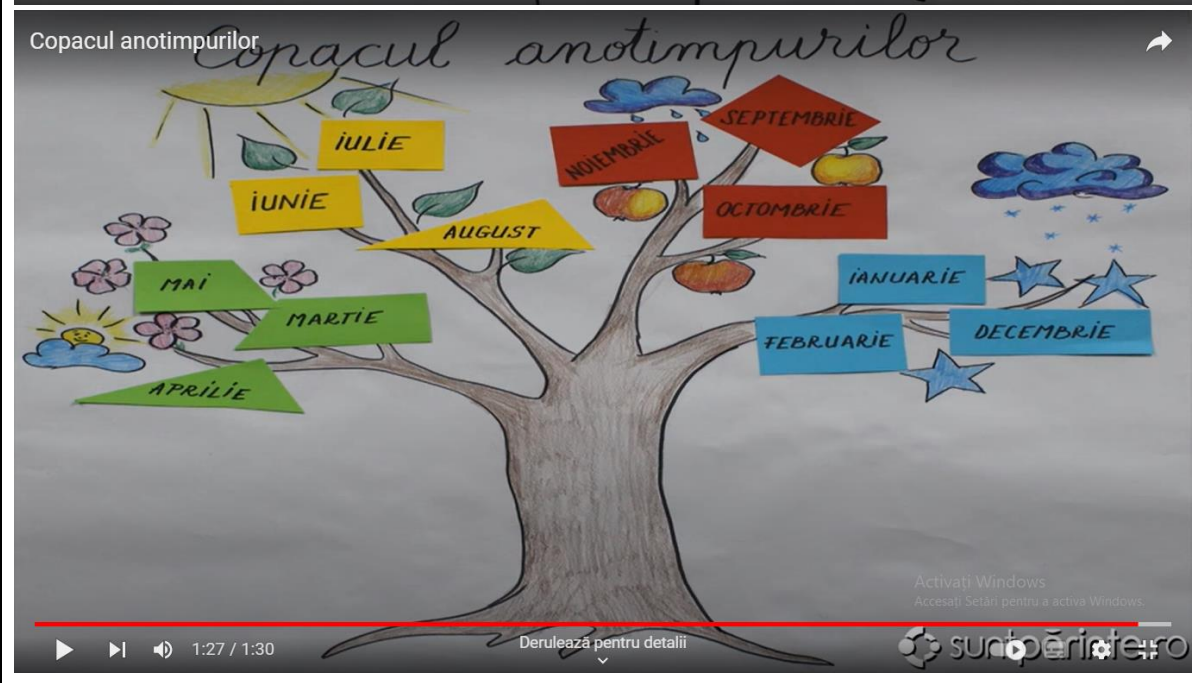 Copacul anotimpurilor
Copacul anotimpurilor
IULIE
IUNIE
AUGUST
NOIEMBRIE
SEPTEMBRIE
OCTOMBRIE
MAI
MARTIE
APRILIE
IANUARIE
FEBRUARIE
DECEMBRIE
Activați Windows
Accesați Setări pentru a activa Windows.
1:27 / 1:30
Derulează pentru detalii
suntpărinte.ro